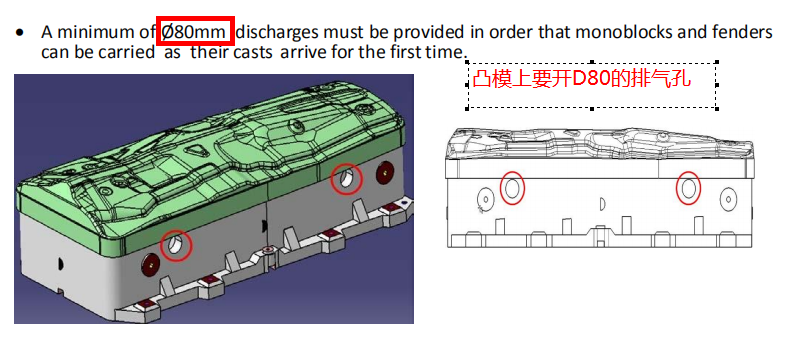 • A minimum of Ø80mm discharges must be provided in order that monoblocks and fenders
can be carried as their casts arrive for the first time.
凸模上要开D80的排气孔